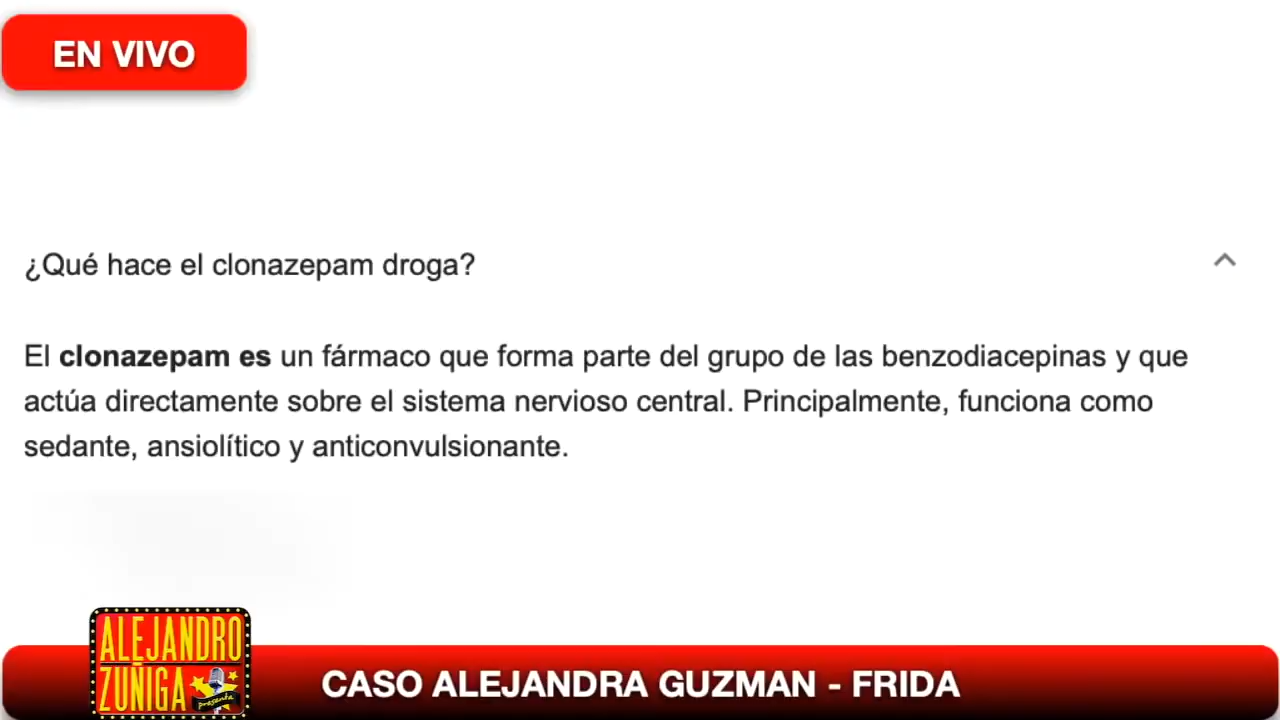 EN VIVO
¿Qué hace el clonazepam droga?
El clonazepam es un fármaco que forma parte del grupo de las benzodiacepinas y que
actúa directamente sobre el sistema nervioso central. Principalmente, funciona como
sedante, ansiolítico y anticonvulsionante.
ALEJANDRO
ZUÑIGA
presenta
CASO ALEJANDRA GUZMAN - FRIDA